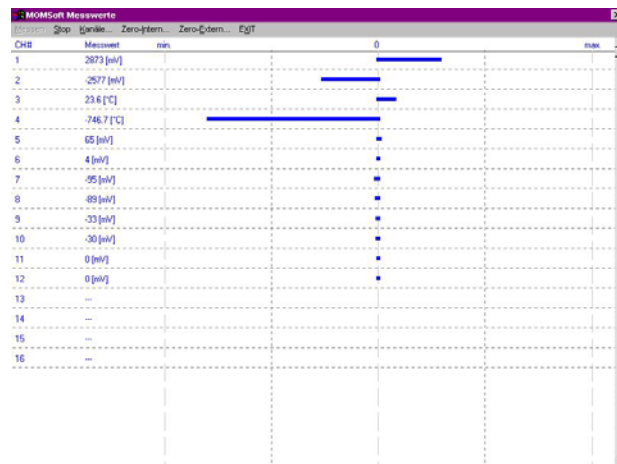 MOMSoft Messwerte
Messen Stop Kanäle... Zero-Intern... Zero-Extern... EXIT
CH# Messwert min. 0 max.
1 2873 [mV]
2 -2577 [mV]
3 23.6 [°C]
4 -746.7 [°C]
5 65 [mV]
6 4 [mV]
7 -95 [mV]
8 -89 [mV]
9 -33 [mV]
10 -30 [mV]
11 0 [mV]
12 0 [mV]
13 ---
14 ---
15 ---
16 ---